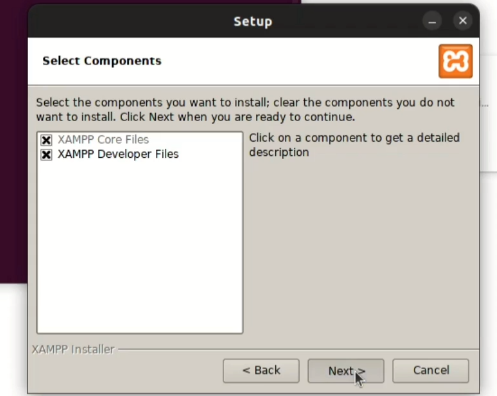 Setup
Select Components
Select the components you want to install; clear the components you do not
want to install. Click Next when you are ready to continue.
XAMPP Core Files
XAMPP Developer Files
Click on a component to get a detailed
description
XAMPP Installer
< Back
Next >
Cancel